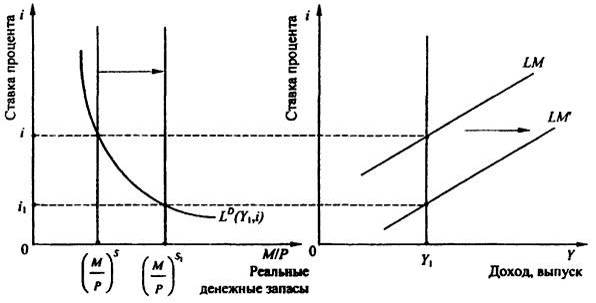 i
Ставка процента
i
i₁
0
(M/P)^S
(M/P)^S₁
L^D(Y₁,i)
M/P
Реальные
денежные запасы
i
Ставка процента
LM
LM'
0
Y₁
Y
Доход, выпуск